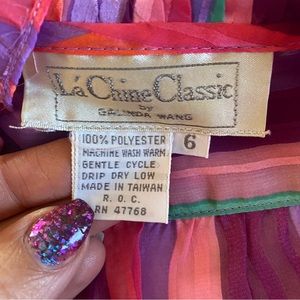 La Chine Classic
by
GALINDA WANG
6
100% POLYESTER
MACHINE WASH WARM
GENTLE CYCLE
DRIP DRY LOW
MADE IN TAIWAN
R. O. C.
RN 47768